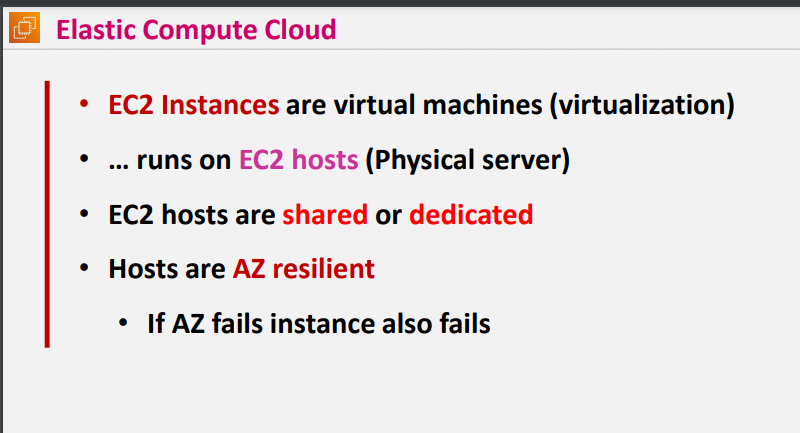 Elastic Compute Cloud
• EC2 Instances are virtual machines (virtualization)
• ... runs on EC2 hosts (Physical server)
• EC2 hosts are shared or dedicated
• Hosts are AZ resilient
• If AZ fails instance also fails